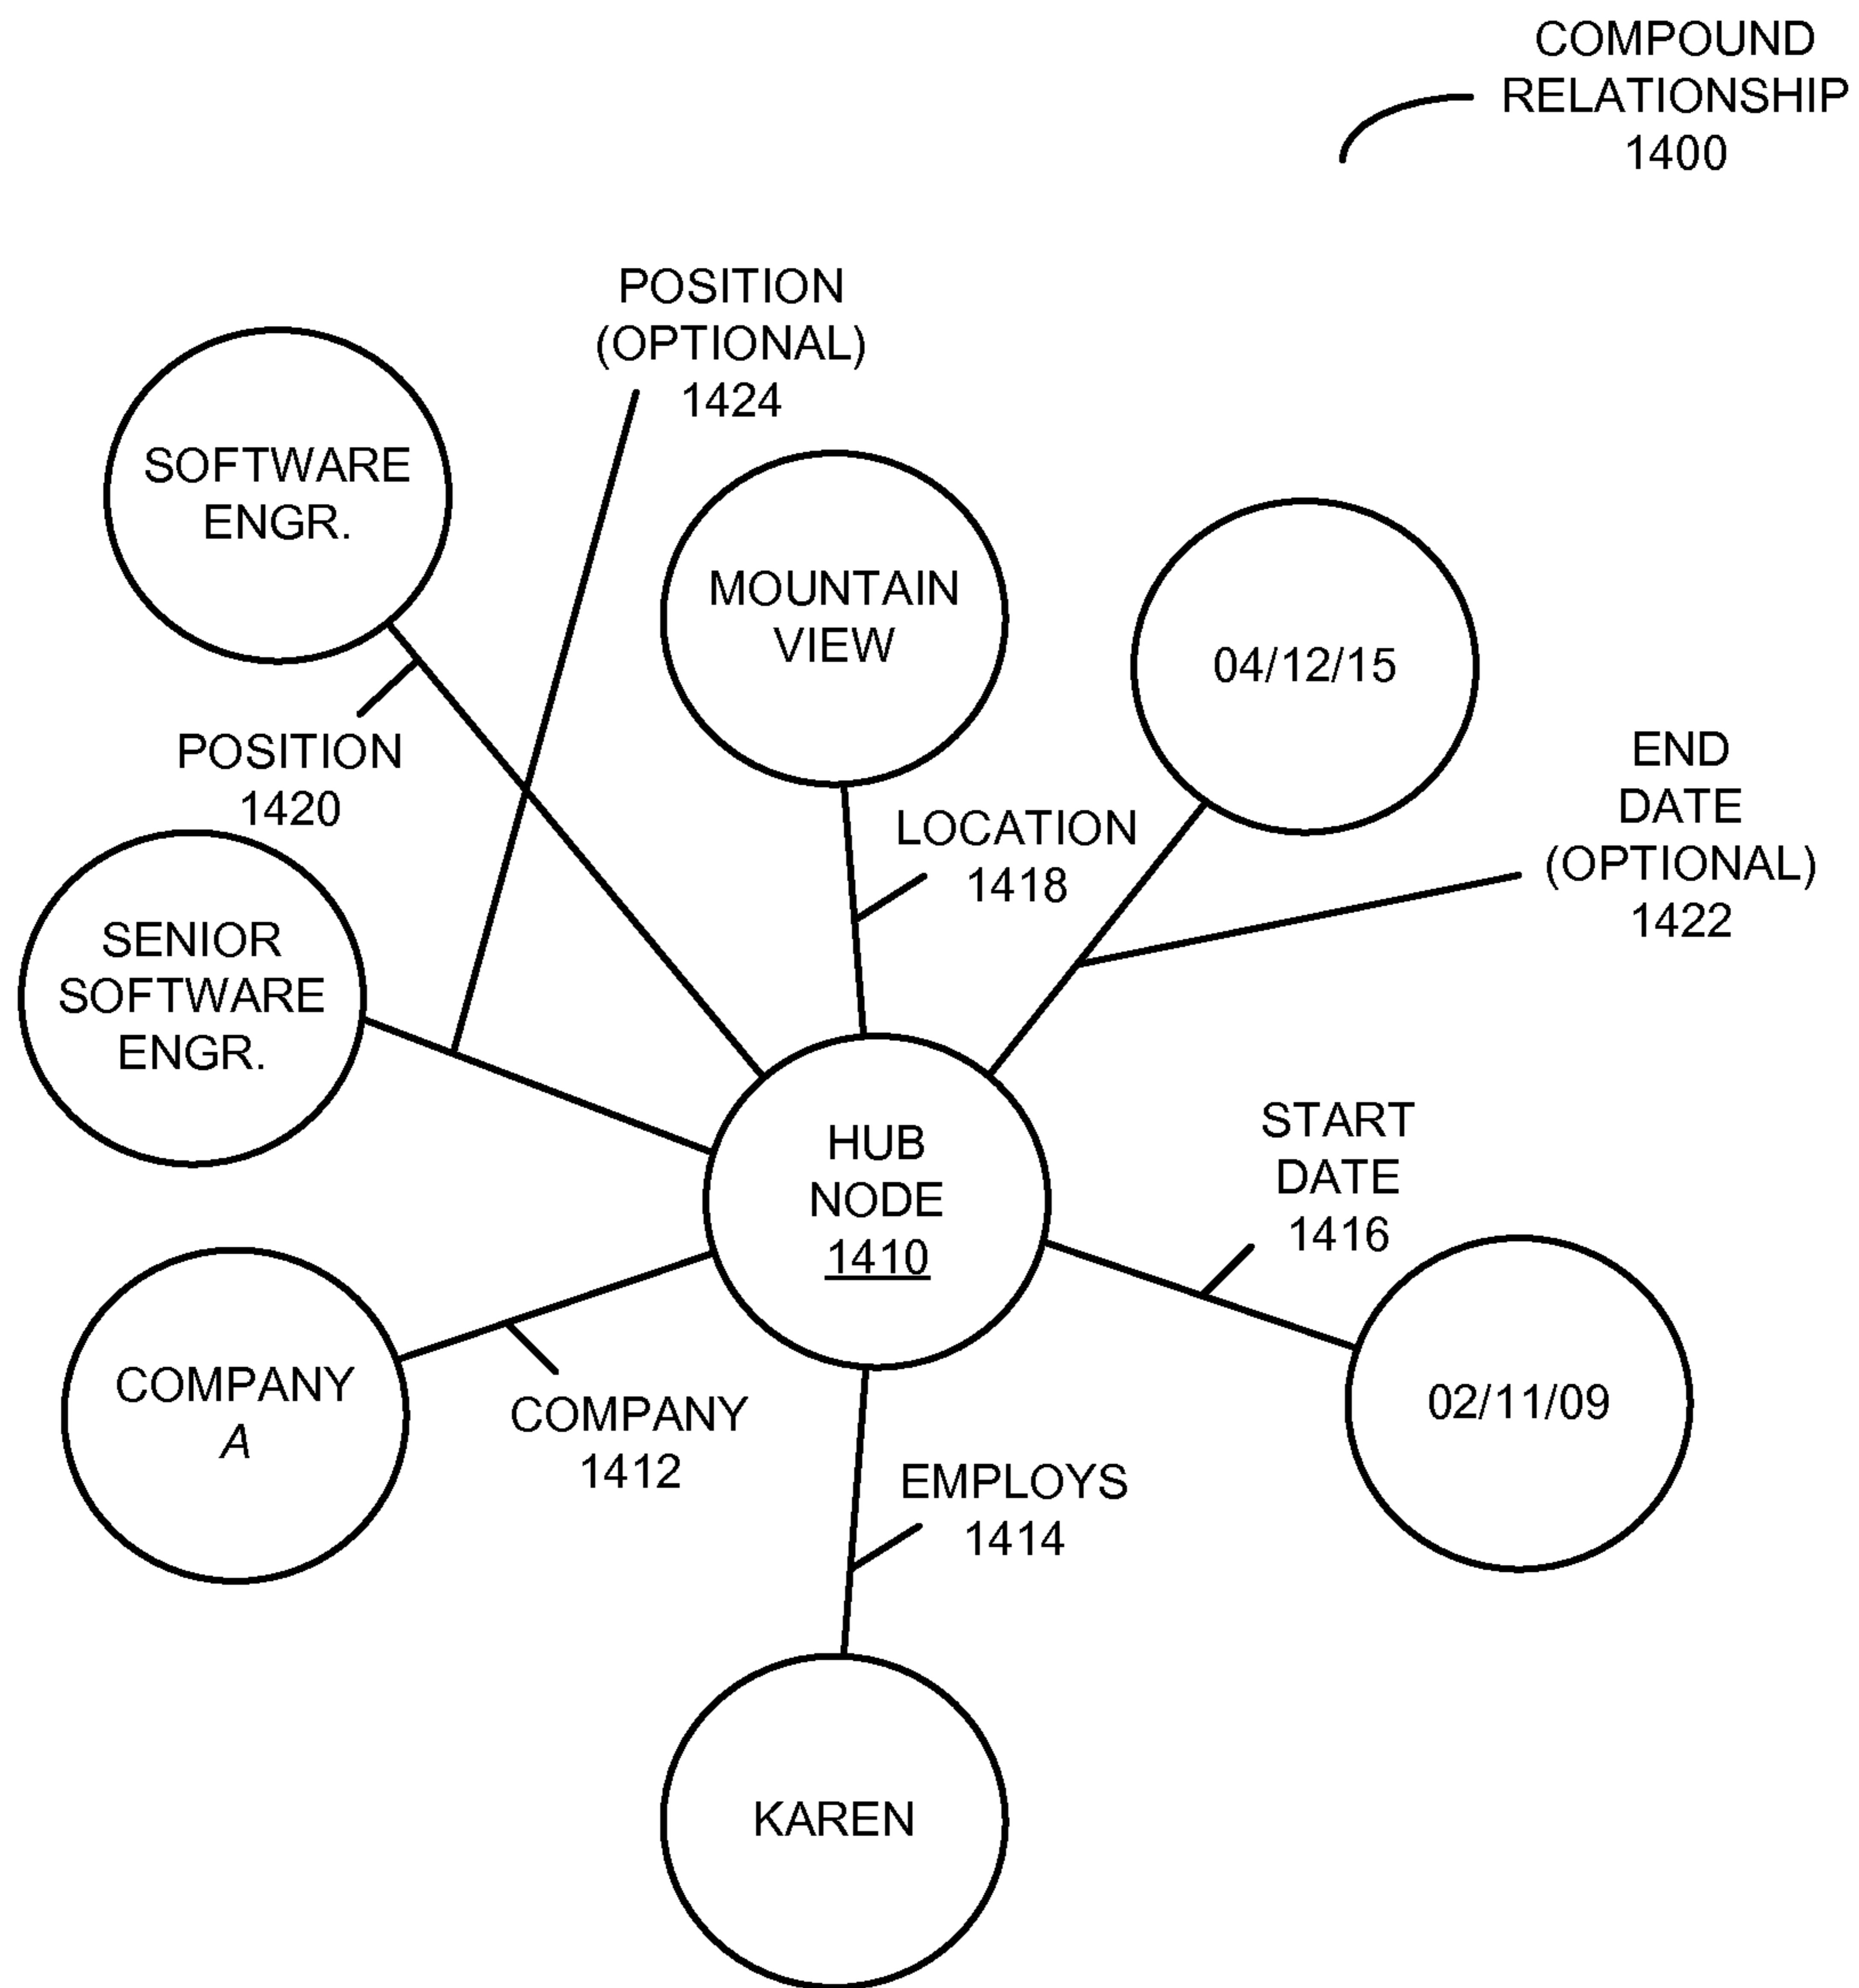 COMPOUND
RELATIONSHIP
1400
POSITION
(OPTIONAL)
1424
SOFTWARE
ENGR.
MOUNTAIN
VIEW
04/12/15
POSITION
1420
END
DATE
(OPTIONAL)
1422
LOCATION
1418
SENIOR
SOFTWARE
ENGR.
HUB
NODE
1410
START
DATE
1416
COMPANY
A
COMPANY
1412
02/11/09
EMPLOYS
1414
KAREN